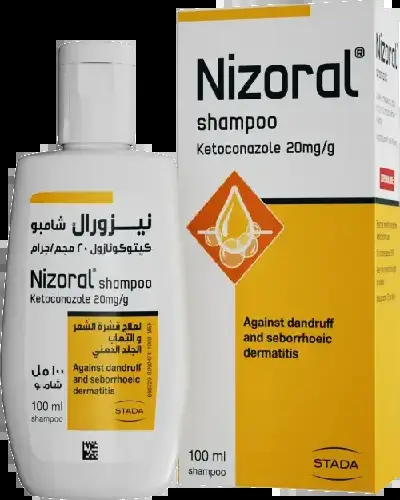 نيزورال شامبو
كيتوكونازول ٢٠ مجم/جرام
Nizoral® shampoo
Ketoconazole 20mg/g
لعلاج قشرة الشعر
و التهاب
الجلد الدهني
Against dandruff
and seborrhoeic
dermatitis
١٠٠ مل
شامبو
100 ml
shampoo
STADA
Nizoral®
shampoo
Ketoconazole 20mg/g
Against dandruff
and seborrhoeic
dermatitis
100 ml
shampoo
STADA